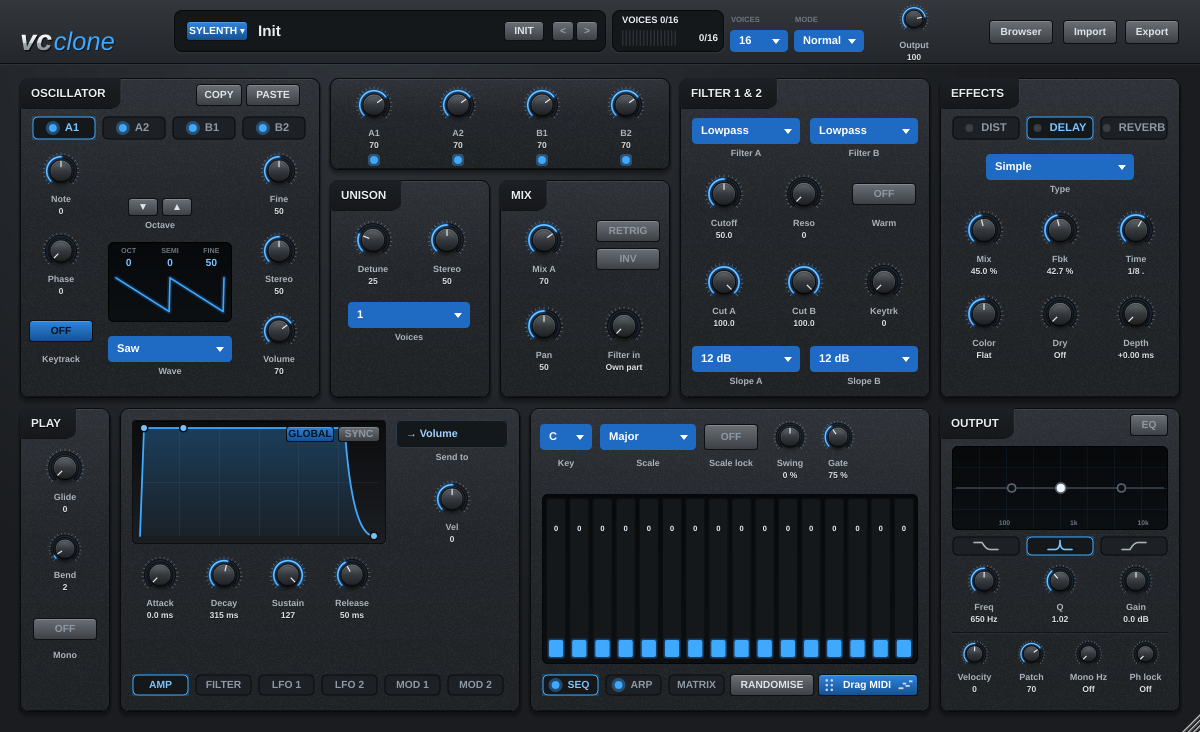 vcclone
SYLENTH ▾
Init
INIT
<
>
VOICES 0/16
0/16
VOICES
16
MODE
Normal
Output
100
Browser
Import
Export
OSCILLATOR
COPY
PASTE
A1
A2
B1
B2
Note
0
Fine
50
▼
▲
Octave
Phase
0
OCT SEMI FINE
0 0 50
Stereo
50
OFF
Keytrack
Saw
Wave
Volume
70
A1 A2 B1 B2
70 70 70 70
UNISON
Detune Stereo
25 50
1
Voices
MIX
Mix A
70
RETRIG
INV
Pan Filter in
50 Own part
FILTER 1 & 2
Lowpass Lowpass
Filter A Filter B
OFF
Cutoff Reso Warm
50.0 0
Cut A Cut B Keytrk
100.0 100.0 0
12 dB 12 dB
Slope A Slope B
EFFECTS
DIST DELAY REVERB
Simple
Type
Mix Fbk Time
45.0 % 42.7 % 1/8 .
Color Dry Depth
Flat Off +0.00 ms
PLAY
Glide
0
Bend
2
OFF
Mono
GLOBAL SYNC
→ Volume
Send to
Vel
0
Attack Decay Sustain Release
0.0 ms 315 ms 127 50 ms
AMP FILTER LFO 1 LFO 2 MOD 1 MOD 2
C Major OFF
Key Scale Scale lock Swing Gate
0 % 75 %
0 0 0 0 0 0 0 0 0 0 0 0 0 0 0 0
SEQ ARP MATRIX RANDOMISE Drag MIDI
OUTPUT
EQ
100 1k 10k
Freq Q Gain
650 Hz 1.02 0.0 dB
Velocity Patch Mono Hz Ph lock
0 70 Off Off